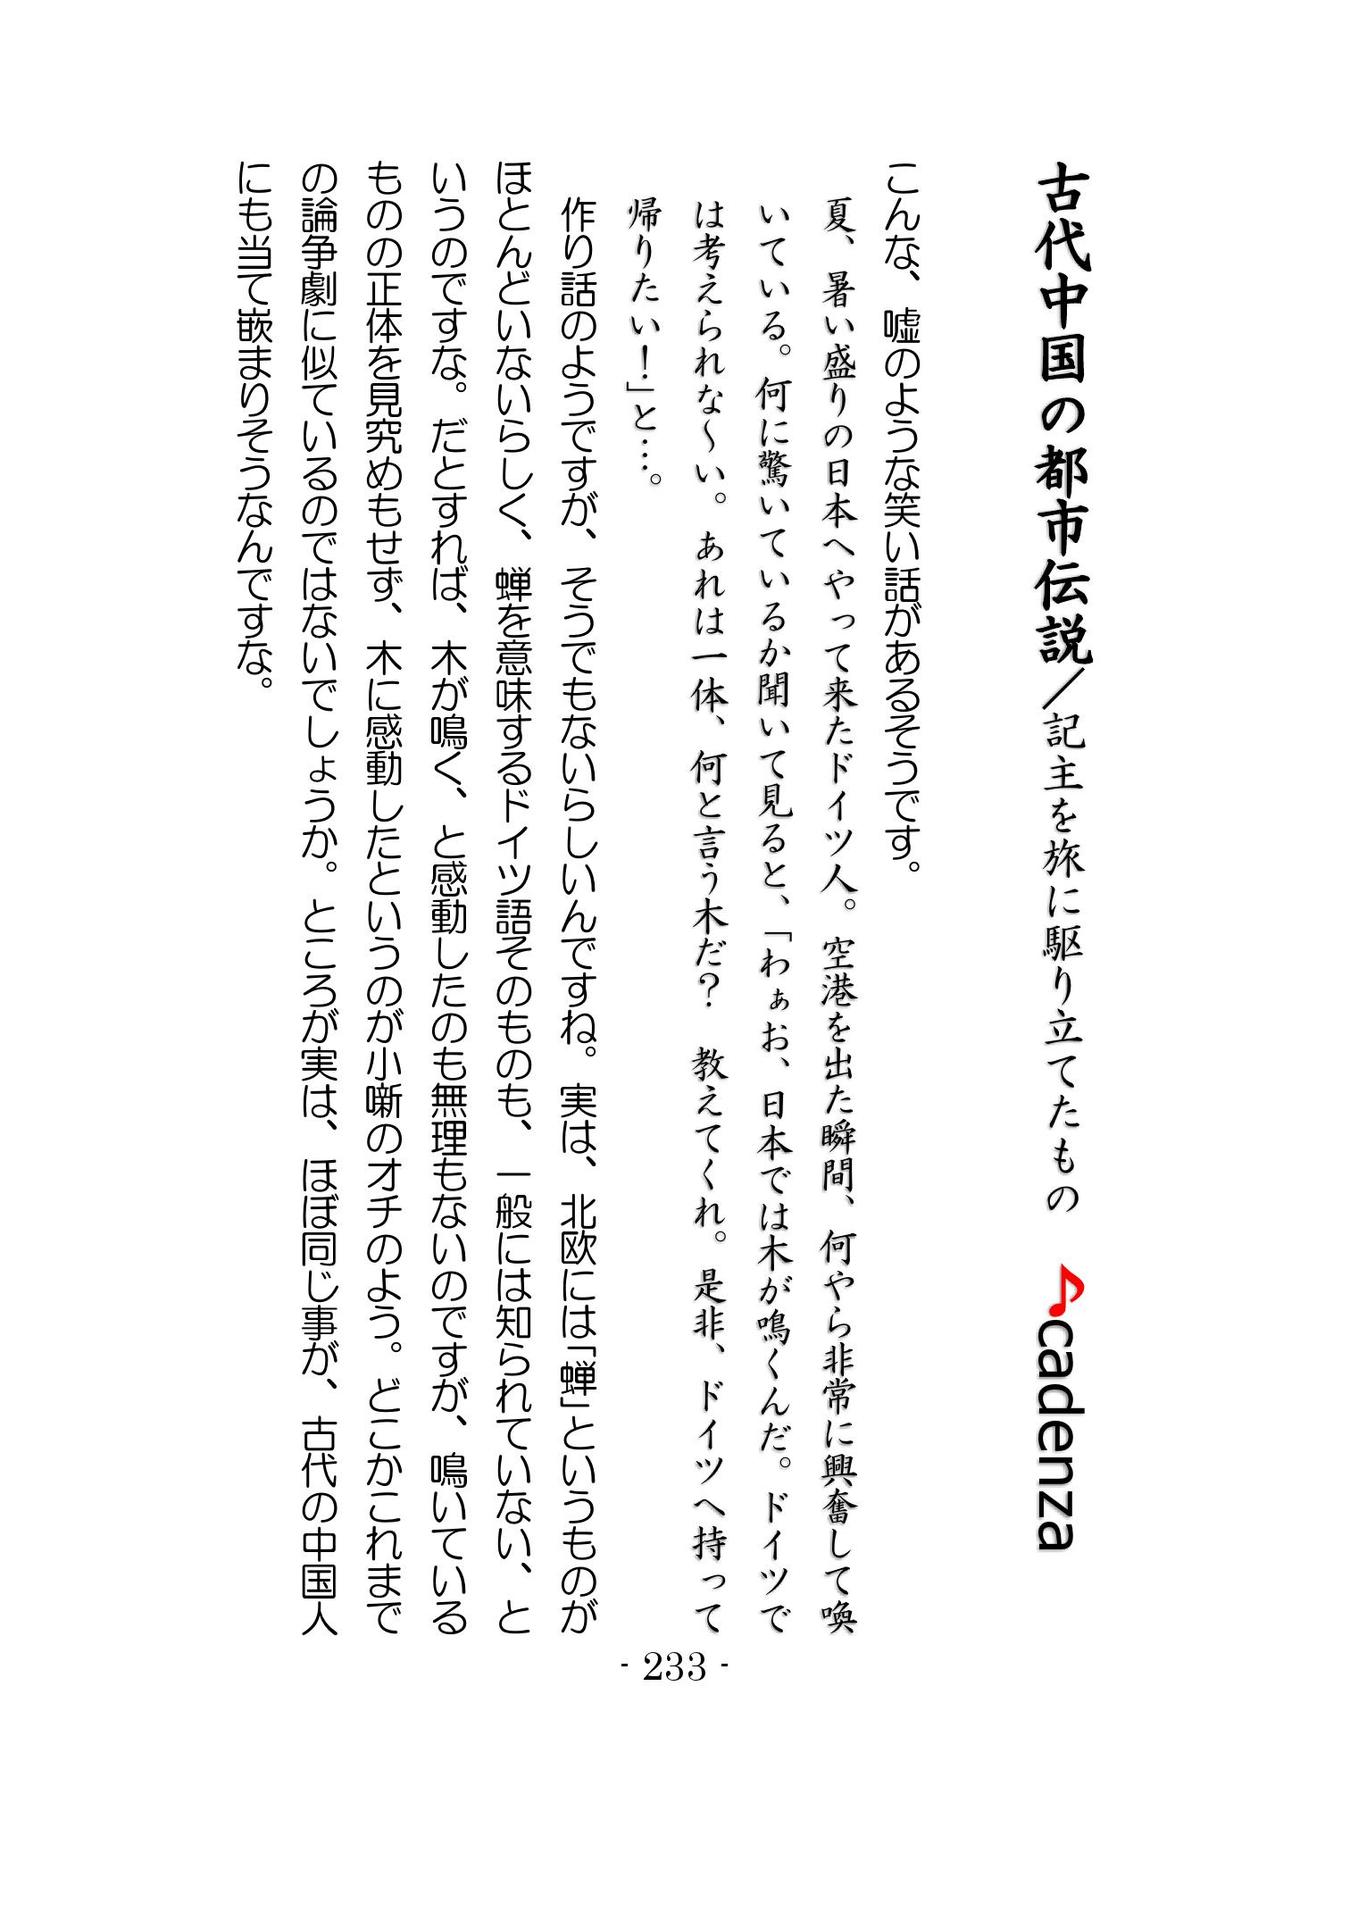 古代中国の都市伝説／記主を旅に駆り立てたもの　♪cadenza
こんな、嘘のような笑い話があるそうです。
夏、暑い盛りの日本へやって来たドイツ人。空港を出た瞬間、何やら非常に興奮して喚
いている。何に驚いているか聞いて見ると、「わぁお、日本では木が鳴くんだ。ドイツで
は考えられな〜い。あれは一体、何と言う木だ？　教えてくれ。是非、ドイツへ持って
帰りたい！」と…。
作り話のようですが、そうでもないらしいんですね。実は、北欧には「蝉」というものが
ほとんどいないらしく、蝉を意味するドイツ語そのものも、一般には知られていない、と
いうのですな。だとすれば、木が鳴く、と感動したのも無理もないのですが、鳴いている
ものの正体を見究めもせず、木に感動したというのが小噺のオチのよう。どこかこれまで
の論争劇に似ているのではないでしょうか。ところが実は、ほぼ同じ事が、古代の中国人
にも当て嵌まりそうなんですな。
- 233 -